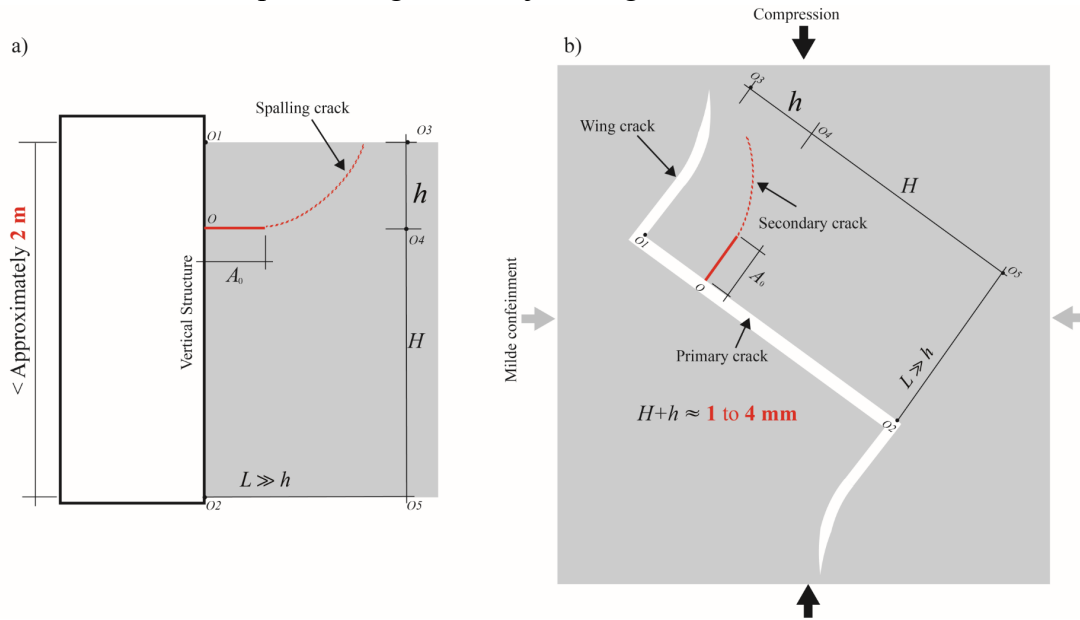 a)
Spalling crack
O1
O3
h
O
O4
A₀
< Approximately 2 m
Vertical Structure
H
L ≫ h
O2
O5
b)
Compression
O3
h
O4
Wing crack
H
Secondary crack
O1
A₀
O5
O
Milde confeinment
Primary crack
L ≫ h
H+h ≈ 1 to 4 mm
O2